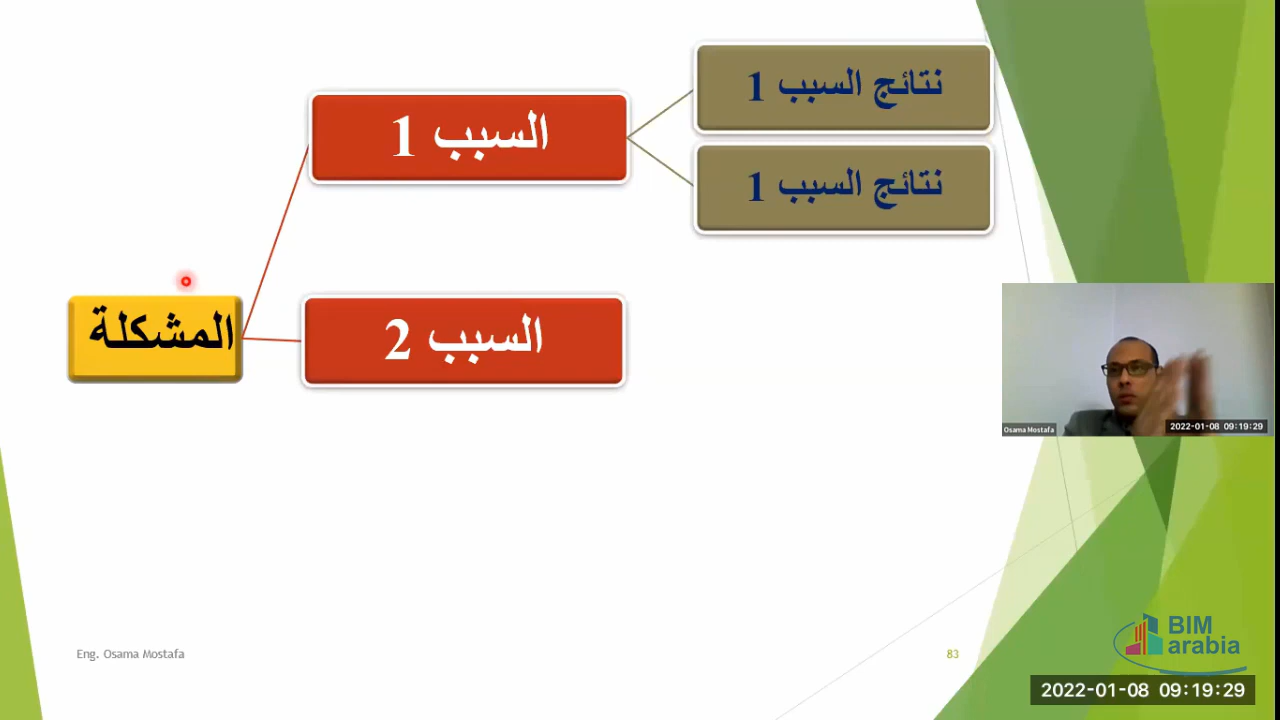 نتائج السبب 1
السبب 1
نتائج السبب 1
المشكلة
السبب 2
Osama Mostafa
2022-01-08 09:19:29
Eng. Osama Mostafa
83
BIM
arabia
2022-01-08 09:19:29